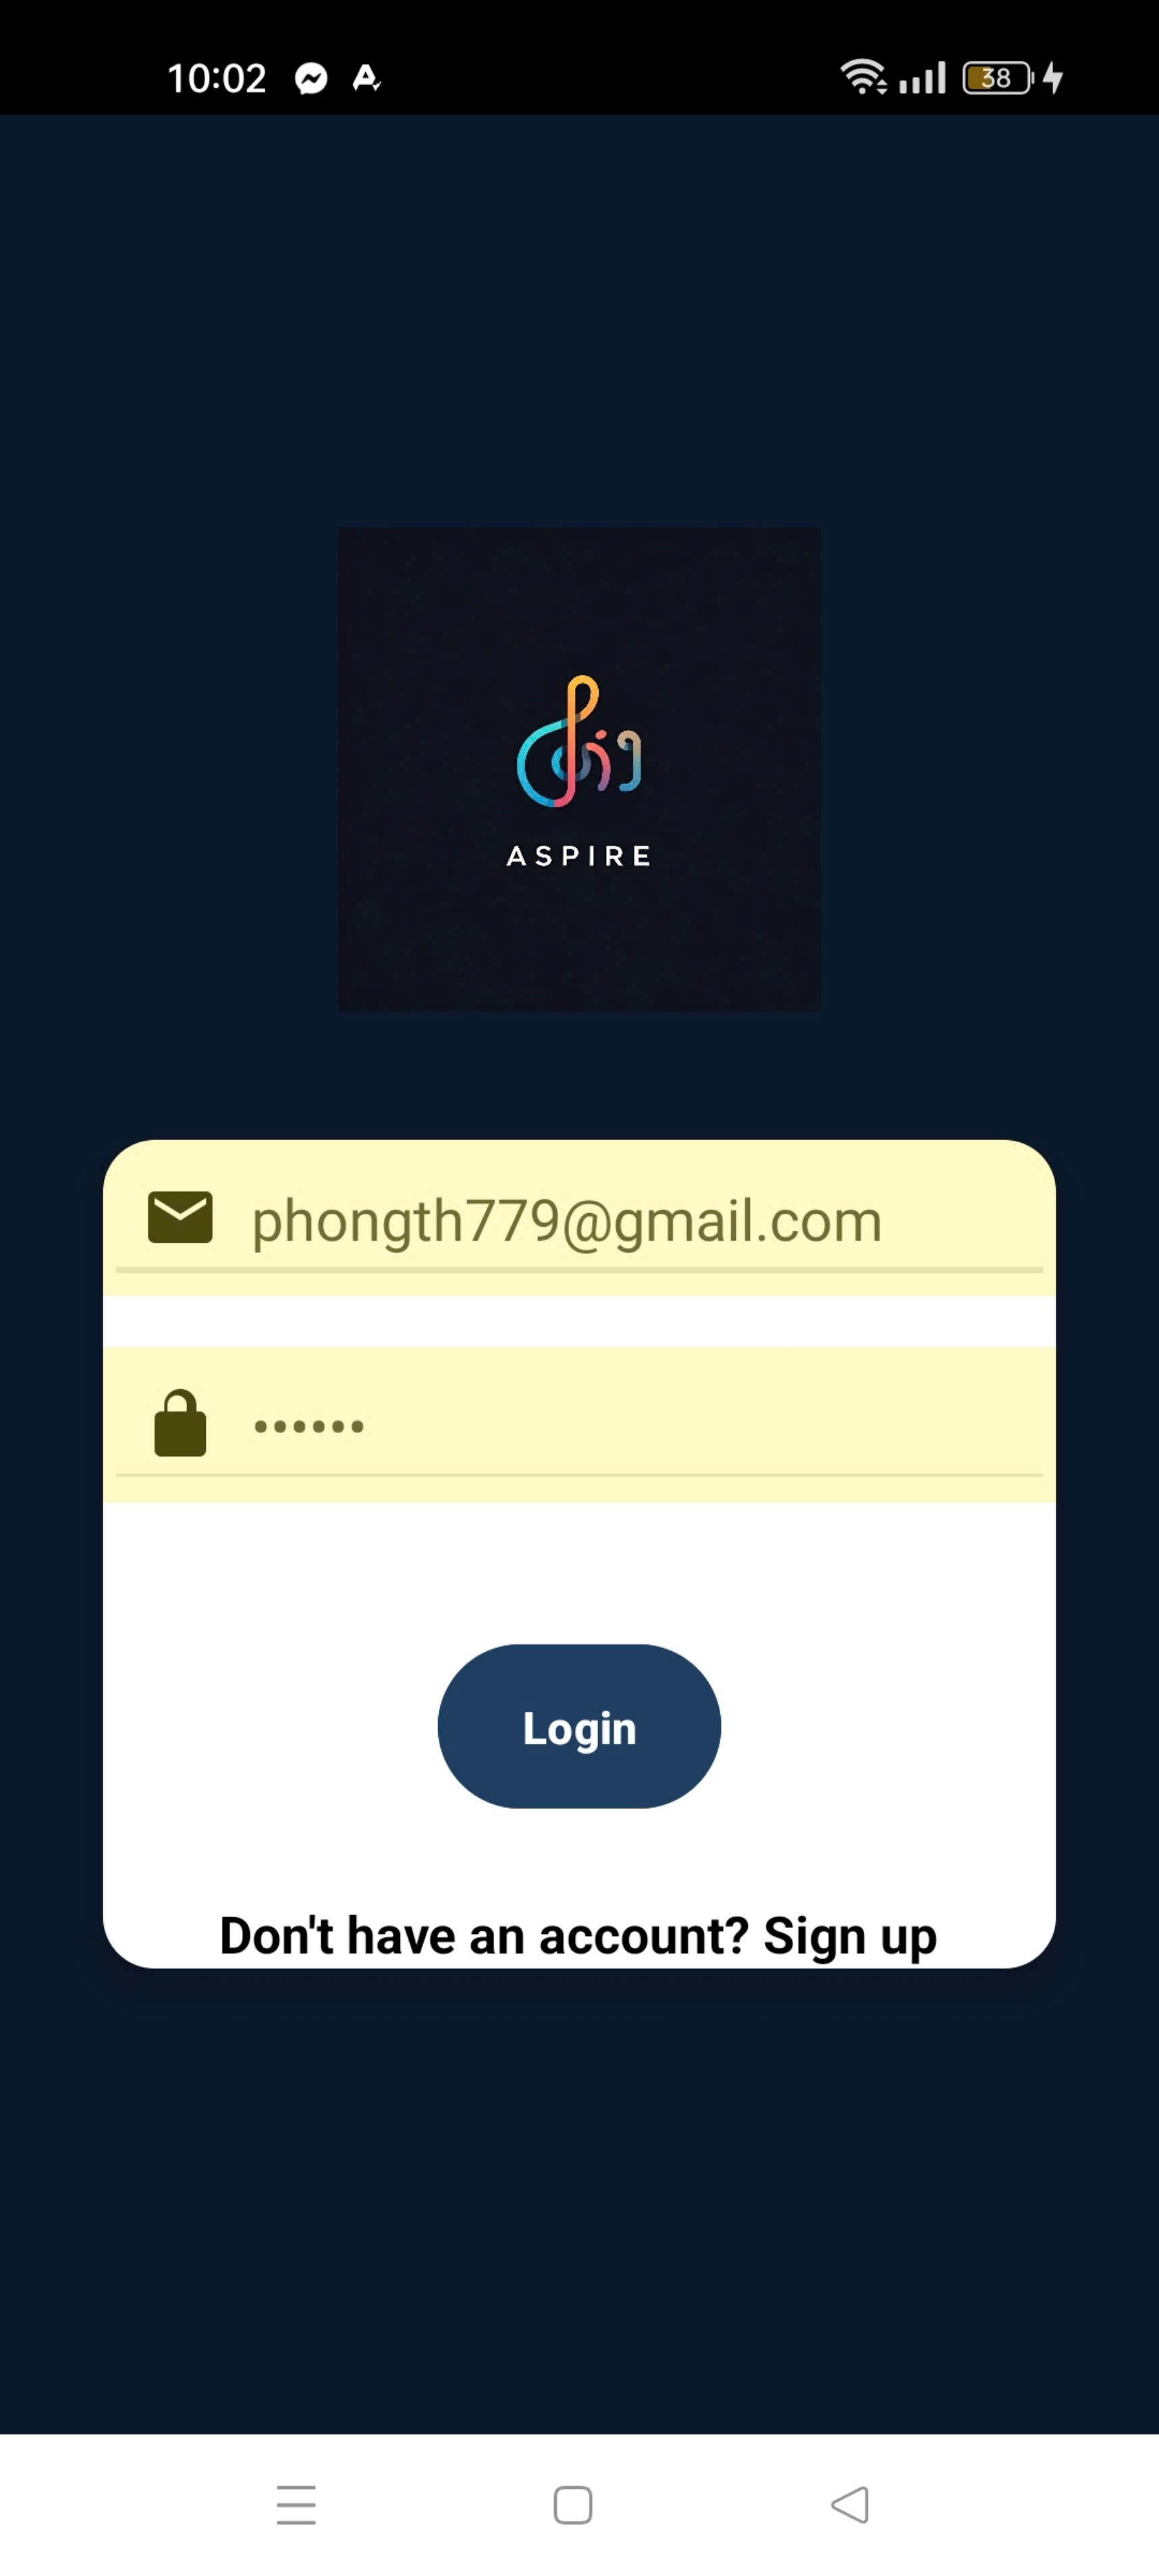 10:02
38
ASPIRE
phongth779@gmail.com
••••••
Login
Don't have an account? Sign up